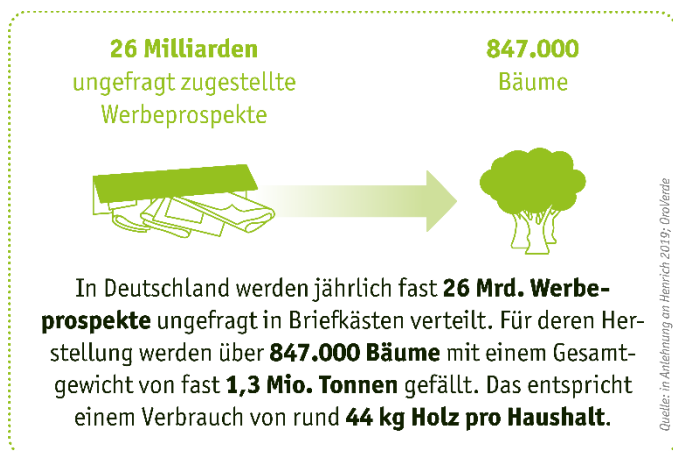 26 Milliarden
ungefragt zugestellte
Werbeprospekte
847.000
Bäume
In Deutschland werden jährlich fast 26 Mrd. Werbe-
prospekte ungefragt in Briefkästen verteilt. Für deren Her-
stellung werden über 847.000 Bäume mit einem Gesamt-
gewicht von fast 1,3 Mio. Tonnen gefällt. Das entspricht
einem Verbrauch von rund 44 kg Holz pro Haushalt.
Quelle: in Anlehnung an Henrich 2019; OroVerde